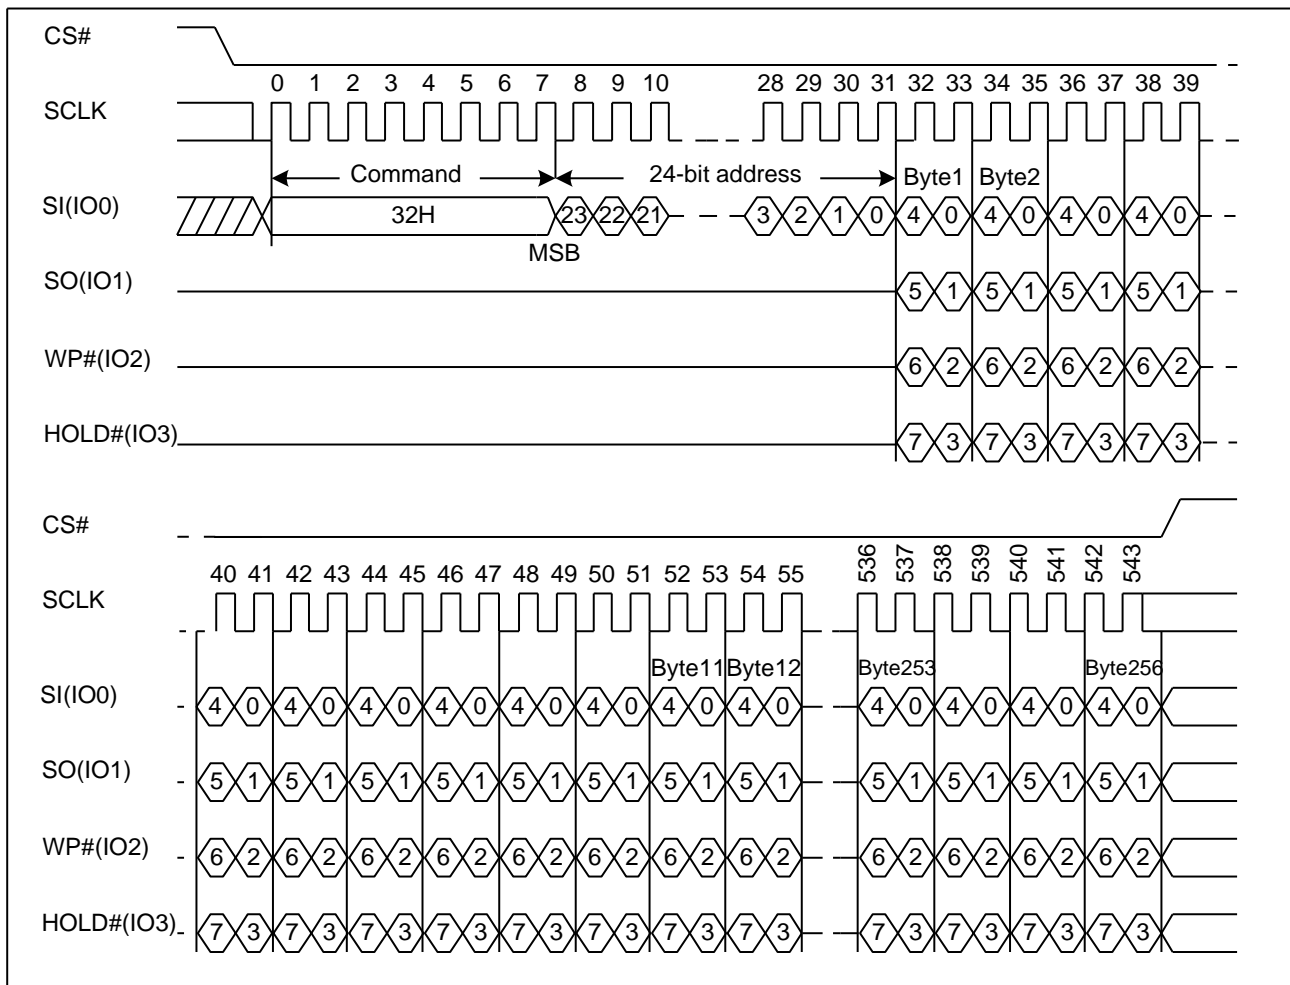 CS#
0 1 2 3 4 5 6 7 8 9 10 28 29 30 31 32 33 34 35 36 37 38 39
SCLK
Command 24-bit address Byte1 Byte2
SI(IO0) 32H 23 22 21 3 2 1 0 4 0 4 0 4 0 4 0
MSB
SO(IO1) 5 1 5 1 5 1 5 1
WP#(IO2) 6 2 6 2 6 2 6 2
HOLD#(IO3) 7 3 7 3 7 3 7 3
CS#
40 41 42 43 44 45 46 47 48 49 50 51 52 53 54 55 536 537 538 539 540 541 542 543
SCLK
Byte11 Byte12 Byte253 Byte256
SI(IO0) 4 0 4 0 4 0 4 0 4 0 4 0 4 0 4 0 4 0 4 0 4 0 4 0
SO(IO1) 5 1 5 1 5 1 5 1 5 1 5 1 5 1 5 1 5 1 5 1 5 1 5 1
WP#(IO2) 6 2 6 2 6 2 6 2 6 2 6 2 6 2 6 2 6 2 6 2 6 2 6 2
HOLD#(IO3) 7 3 7 3 7 3 7 3 7 3 7 3 7 3 7 3 7 3 7 3 7 3 7 3